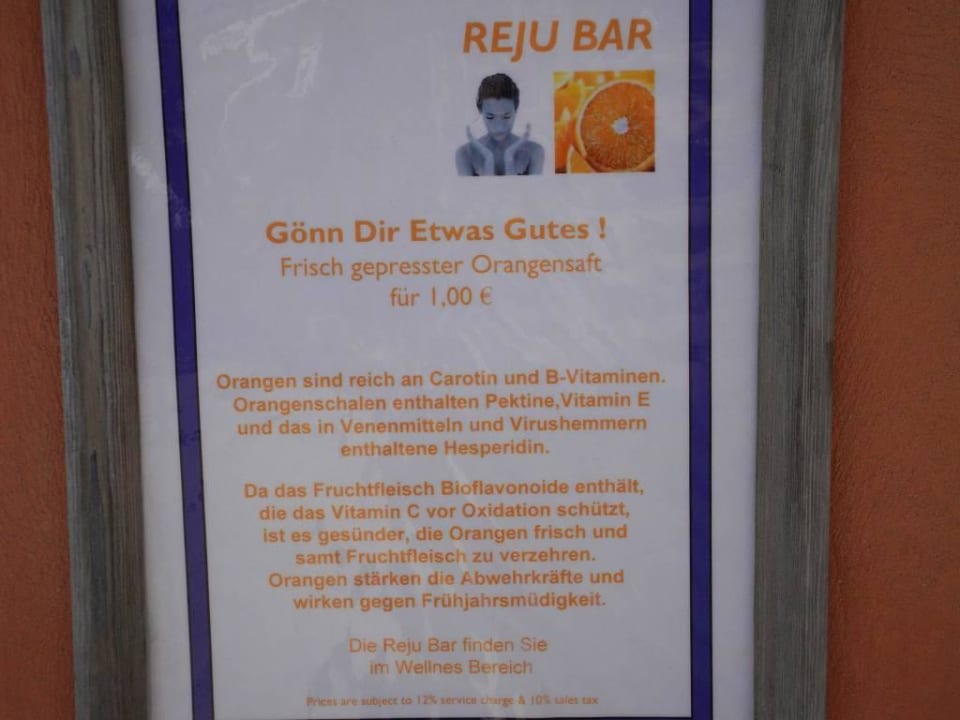 REJU BAR
Gönn Dir Etwas Gutes !
Frisch gepresster Orangensaft
für 1,00 €
Orangen sind reich an Carotin und B-Vitaminen.
Orangenschalen enthalten Pektine,Vitamin E
und das in Venenmitteln und Virushemmern
enthaltene Hesperidin.
Da das Fruchtfleisch Bioflavonoide enthält,
die das Vitamin C vor Oxidation schützt,
ist es gesünder, die Orangen frisch und
samt Fruchtfleisch zu verzehren.
Orangen stärken die Abwehrkräfte und
wirken gegen Frühjahrsmüdigkeit.
Die Reju Bar finden Sie
im Wellnes Bereich
Prices are subject to 12% service charge & 10% sales tax